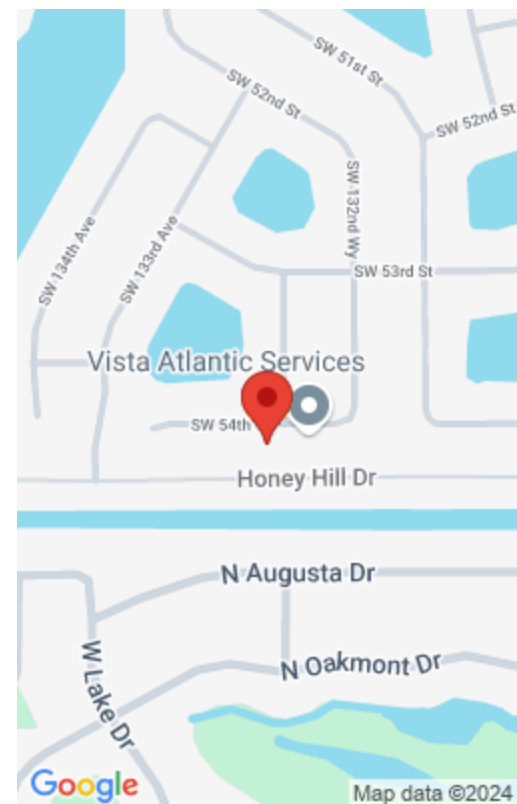 SW 51st St
SW 52nd St
SW 52nd St
SW 132nd Wy
SW 134th Ave
SW 133rd Ave
SW 53rd St
Vista Atlantic Services
SW 54th
Honey Hill Dr
N Augusta Dr
N Oakmont Dr
W Lake Dr
Google
Map data ©2024